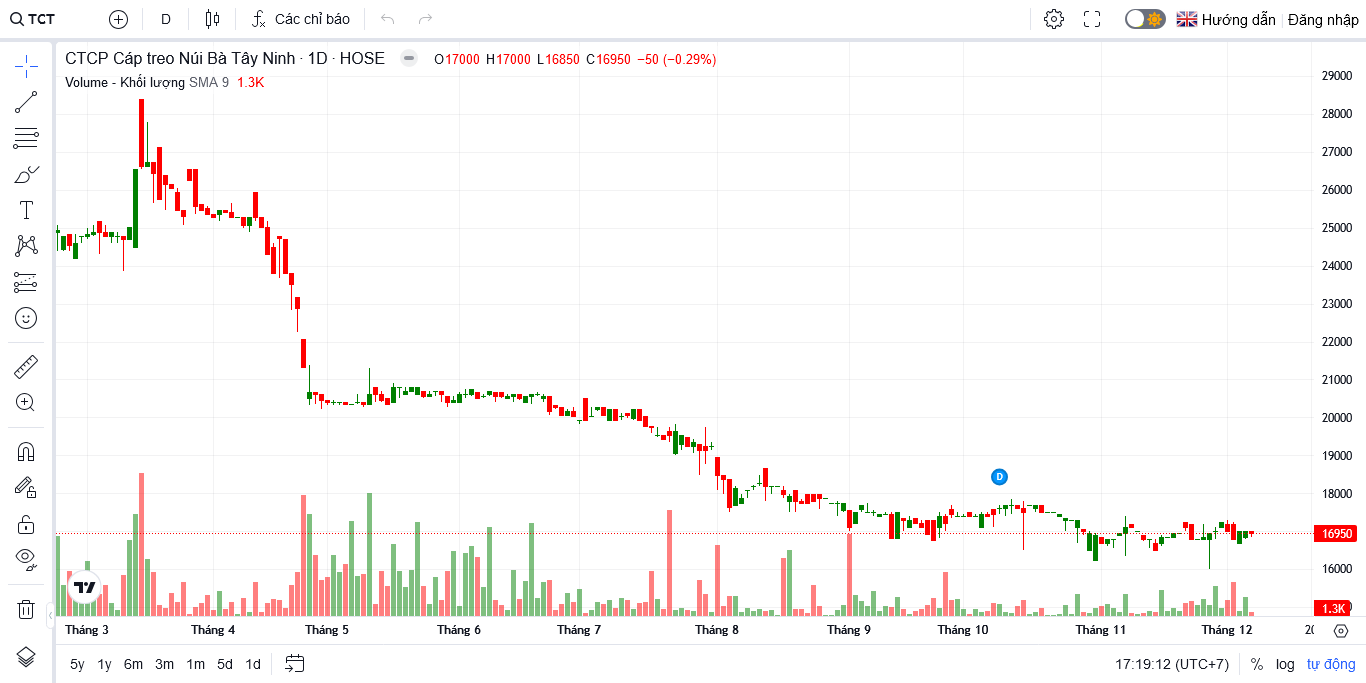 TCT D Các chỉ báo Hướng dẫn Đăng nhập
CTCP Cáp treo Núi Bà Tây Ninh · 1D · HOSE O17000 H17000 L16850 C16950 −50 (−0.29%)
Volume - Khối lượng SMA 9 1.3K
29000
28000
27000
26000
25000
24000
23000
22000
21000
20000
19000
D
18000
16950
16000
1.3K
Tháng 3 Tháng 4 Tháng 5 Tháng 6 Tháng 7 Tháng 8 Tháng 9 Tháng 10 Tháng 11 Tháng 12
5y 1y 6m 3m 1m 5d 1d 17:19:12 (UTC+7) % log tự động